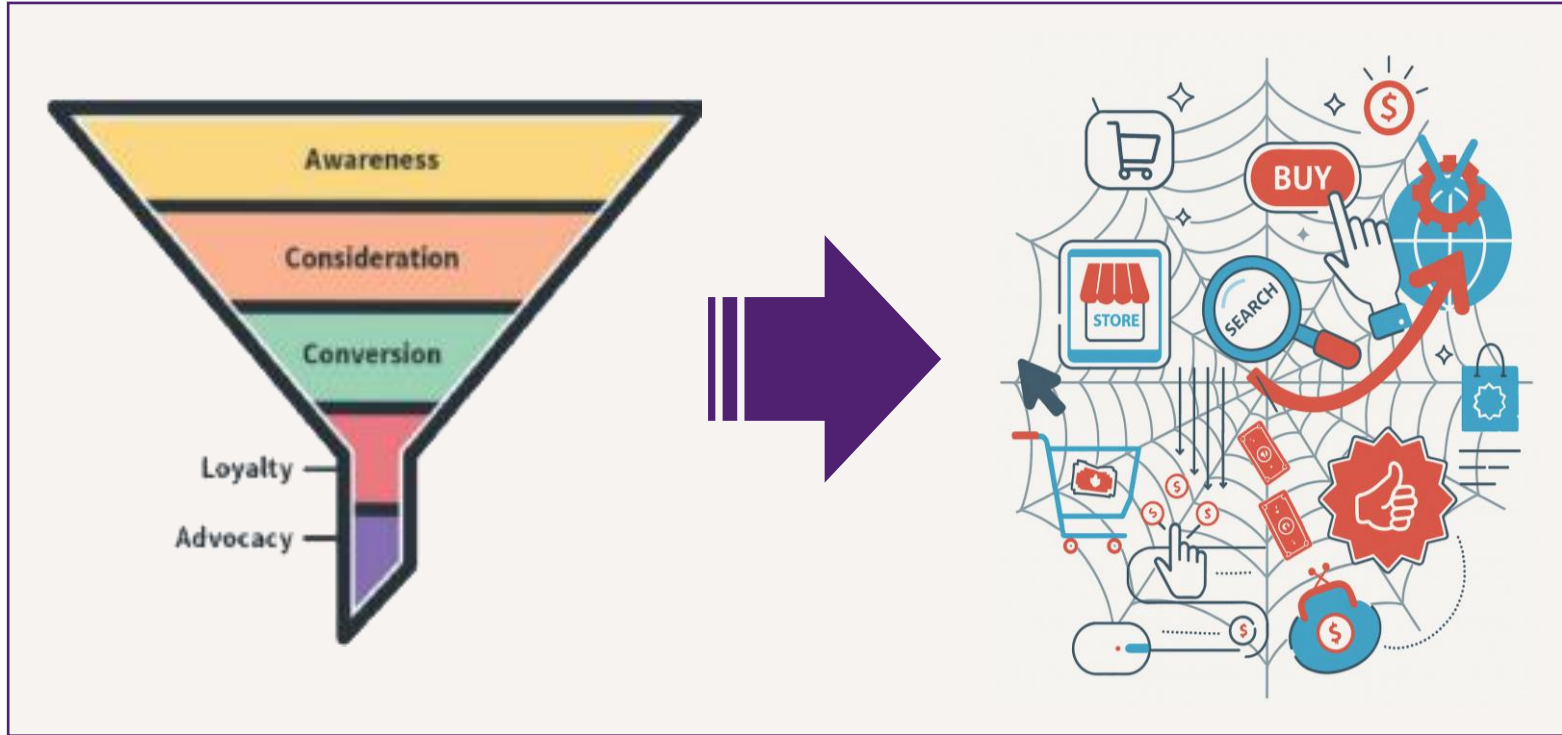 Awareness
Consideration
Conversion
Loyalty
Advocacy
$
BUY
STORE
SEARCH
$
$
$
$
$